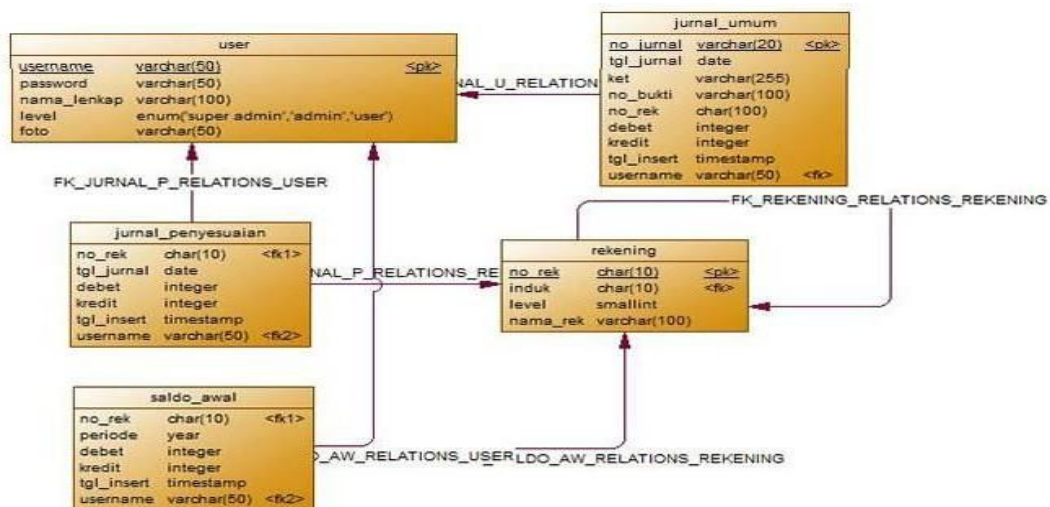 user
username varchar(50) <pk>
password varchar(50)
nama_lenkap varchar(100)
level enum('super admin','admin','user')
foto varchar(50)
jurnal_umum
no_jurnal varchar(20) <pk>
tgl_jurnal date
ket varchar(255)
no_bukti varchar(100)
no_rek char(100)
debet integer
kredit integer
tgl_insert timestamp
username varchar(50) <fk>
NAL_U_RELATION
FK_JURNAL_P_RELATIONS_USER
FK_REKENING_RELATIONS_REKENING
jurnal_penyesuaian
no_rek char(10) <fk1>
tgl_jurnal date
debet integer
kredit integer
tgl_insert timestamp
username varchar(50) <fk2>
NAL_P_RELATIONS_RE
rekening
no_rek char(10) <pk>
induk char(10) <fk>
level smallint
nama_rek varchar(100)
saldo_awal
no_rek char(10) <fk1>
periode year
debet integer
kredit integer
tgl_insert timestamp
username varchar(50) <fk2>
O_AW_RELATIONS_USER
LDO_AW_RELATIONS_REKENING